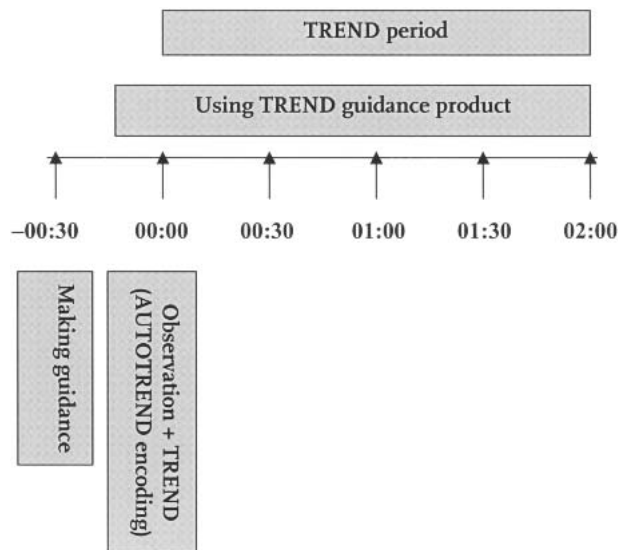 TREND period
Using TREND guidance product
–00:30 00:00 00:30 01:00 01:30 02:00
Making guidance
Observation + TREND
(AUTOTREND encoding)